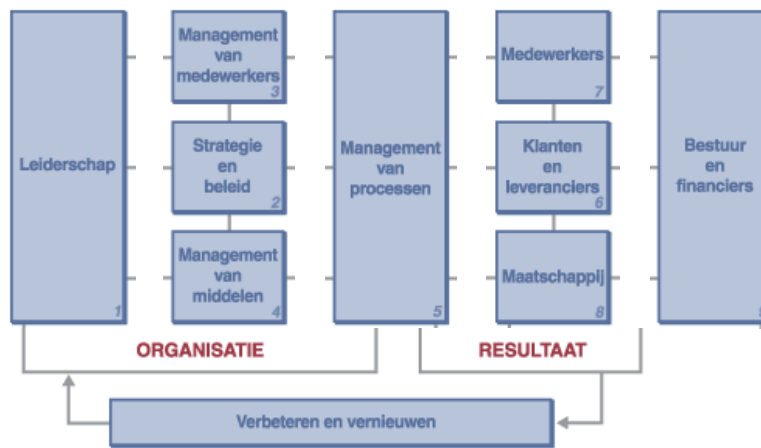 Leiderschap
1
Management
van
medewerkers
3
Strategie
en
beleid
2
Management
van
middelen
4
Management
van
processen
5
Medewerkers
7
Klanten
en
leveranciers
6
Maatschappij
8
Bestuur
en
financiers
ORGANISATIE
RESULTAAT
Verbeteren en vernieuwen